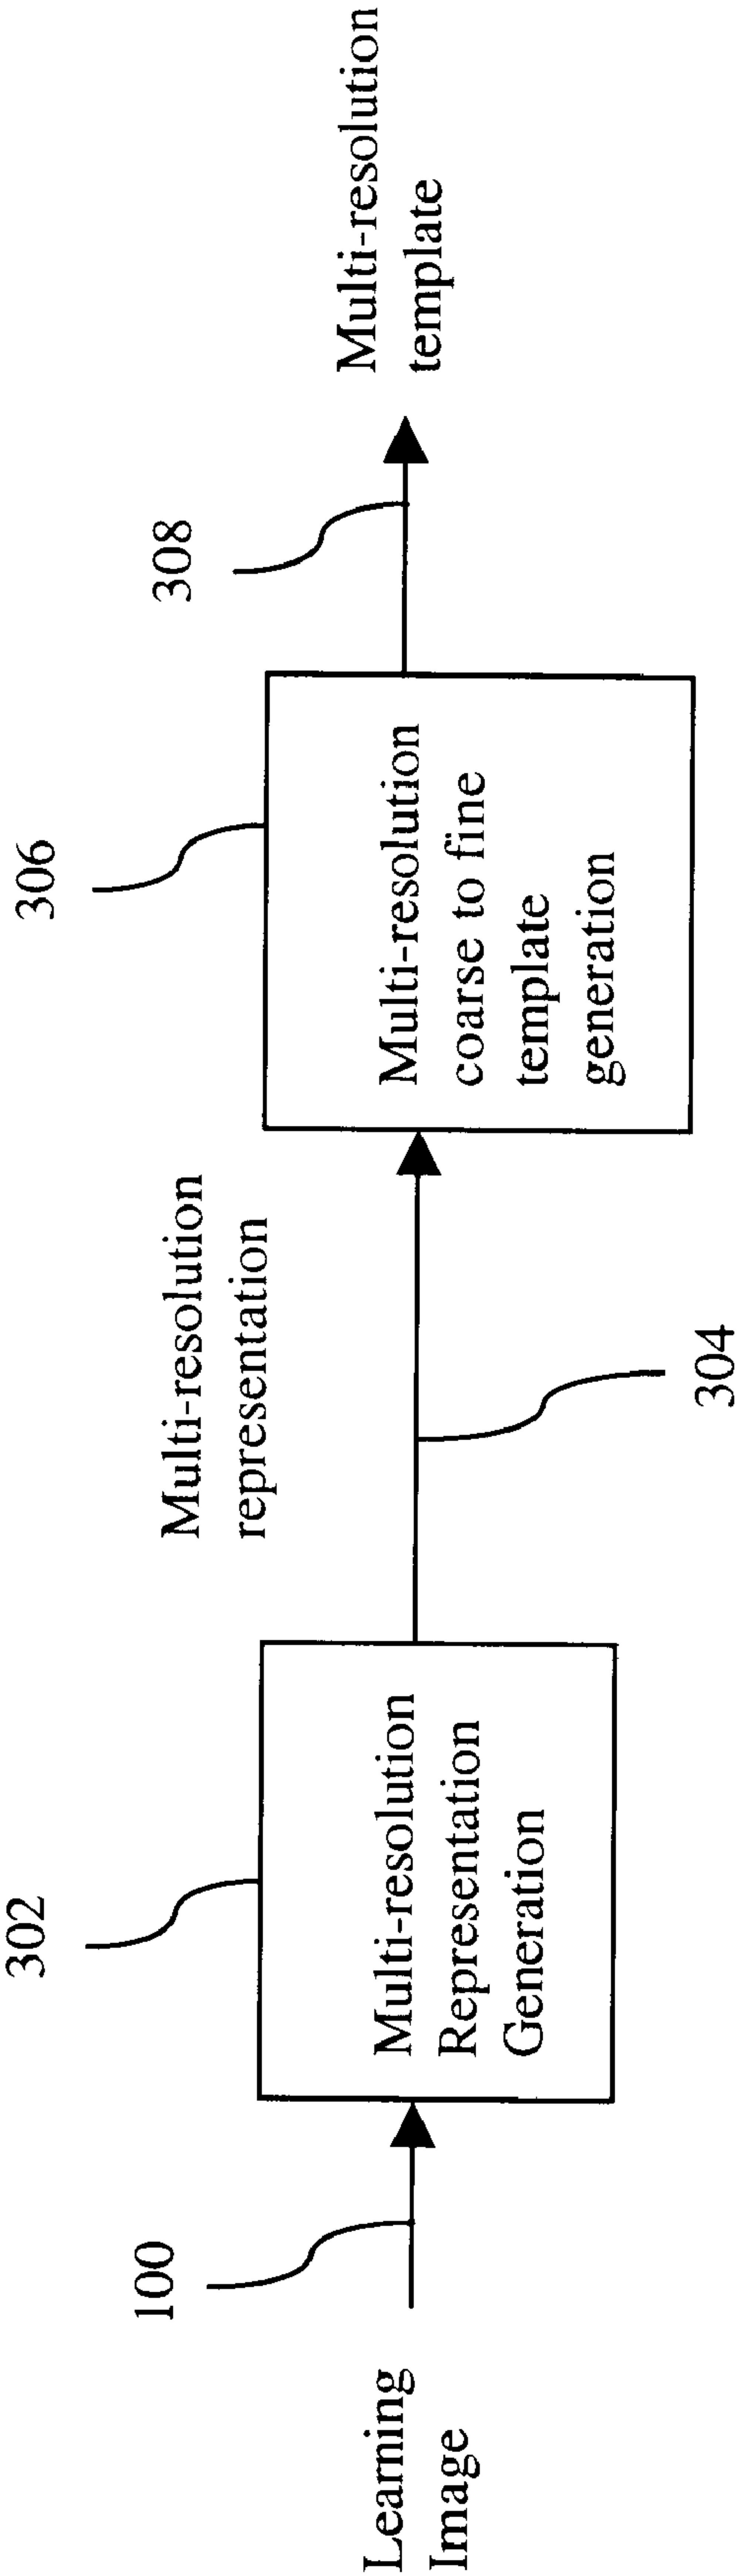 Learning
Image
100
302
Multi-resolution
Representation
Generation
Multi-resolution
representation
304
306
Multi-resolution
coarse to fine
template
generation
308
Multi-resolution
template